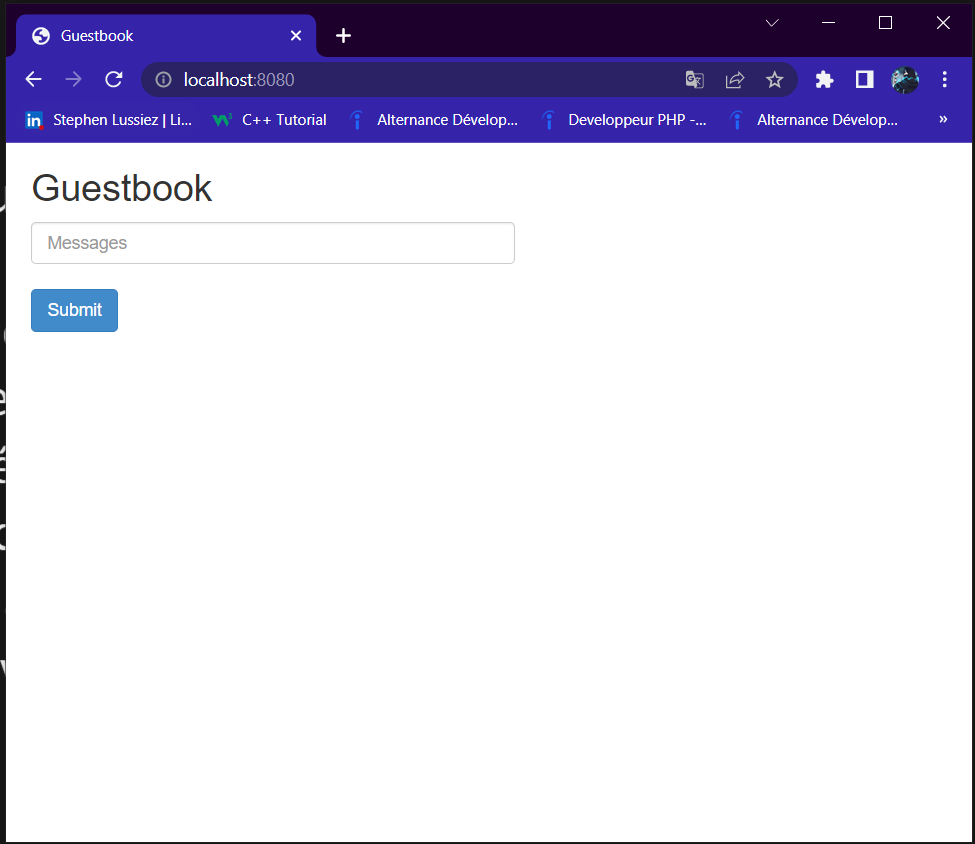 Guestbook
localhost:8080
Stephen Lussiez | Li... C++ Tutorial Alternance Dévelop... Developpeur PHP -... Alternance Dévelop... »
Guestbook
Messages
Submit